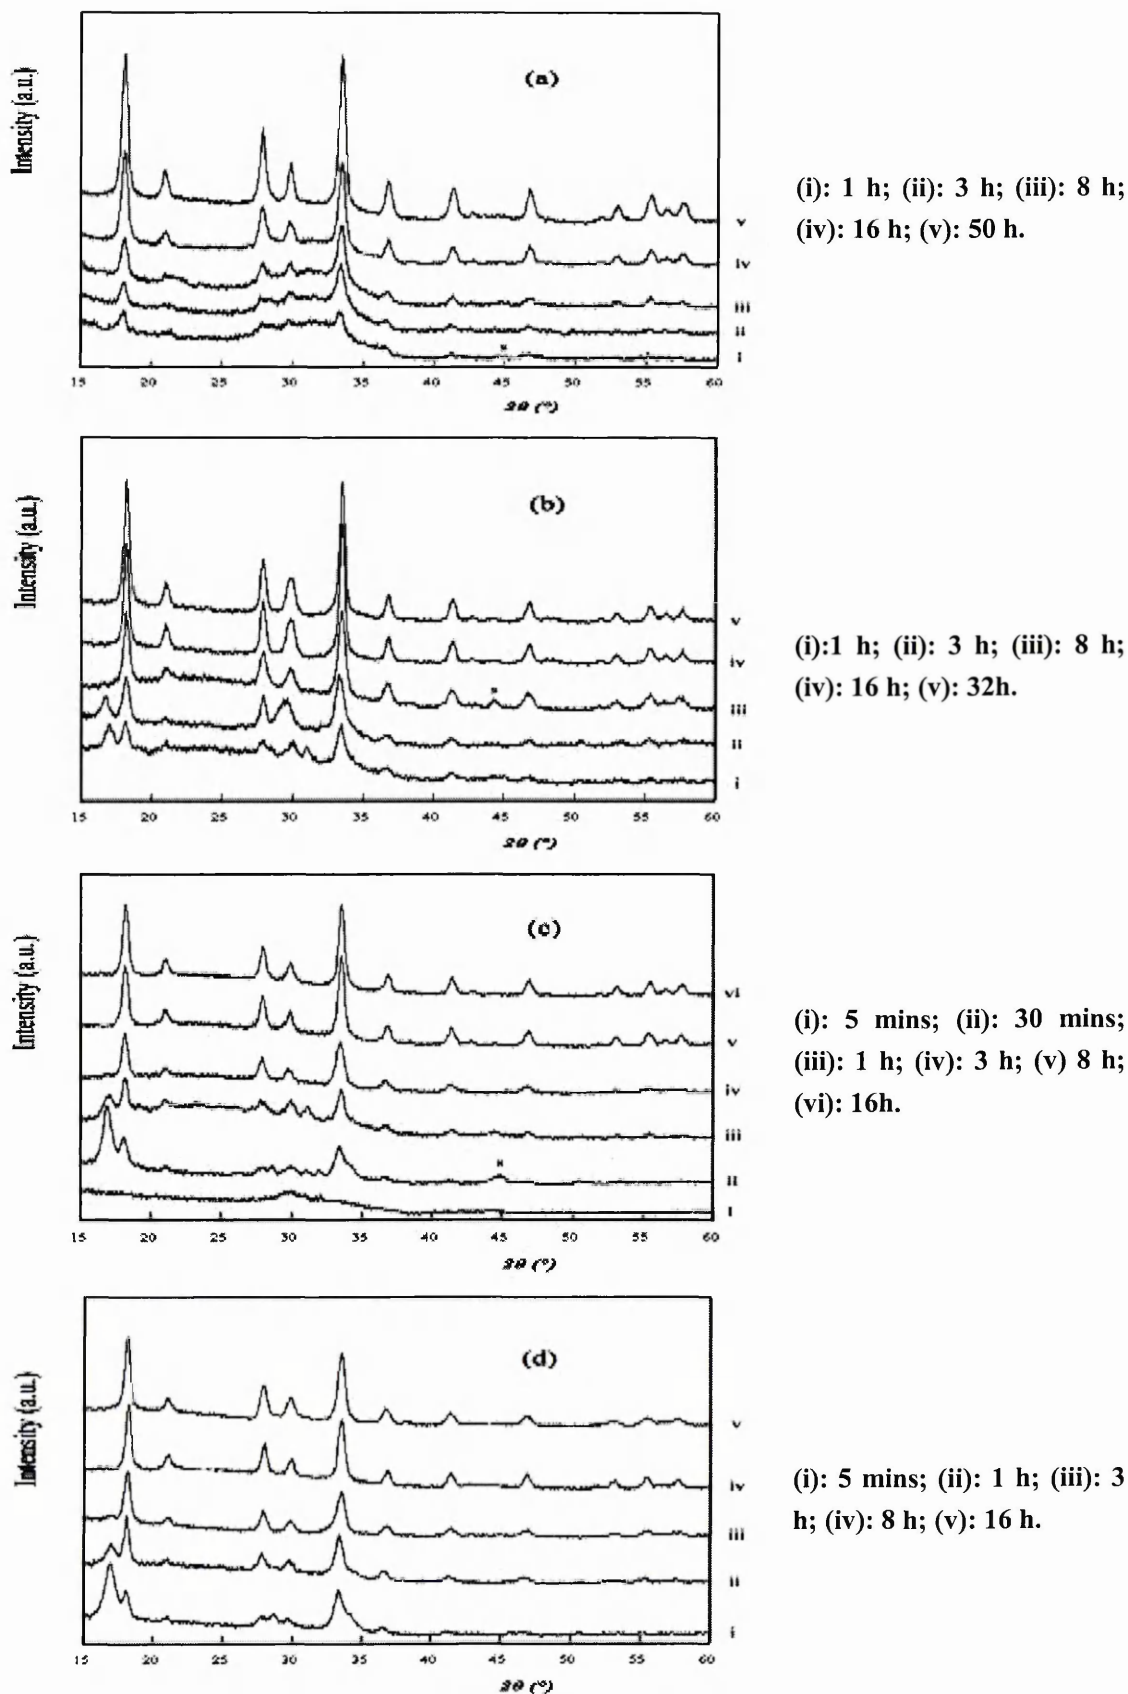 Intensity (a.u.)
(a)
(i): 1 h; (ii): 3 h; (iii): 8 h;
(iv): 16 h; (v): 50 h.
v
iv
iii
ii
i
15 20 25 30 35 40 45 50 55 60
2θ (°)
Intensity (a.u.)
(b)
(i):1 h; (ii): 3 h; (iii): 8 h;
(iv): 16 h; (v): 32h.
v
iv
iii
ii
i
15 20 25 30 35 40 45 50 55 60
2θ (°)
Intensity (a.u.)
(c)
(i): 5 mins; (ii): 30 mins;
(iii): 1 h; (iv): 3 h; (v) 8 h;
(vi): 16h.
vi
v
iv
iii
ii
i
15 20 25 30 35 40 45 50 55 60
2θ (°)
Intensity (a.u.)
(d)
(i): 5 mins; (ii): 1 h; (iii): 3
h; (iv): 8 h; (v): 16 h.
v
iv
iii
ii
i
15 20 25 30 35 40 45 50 55 60
2θ (°)